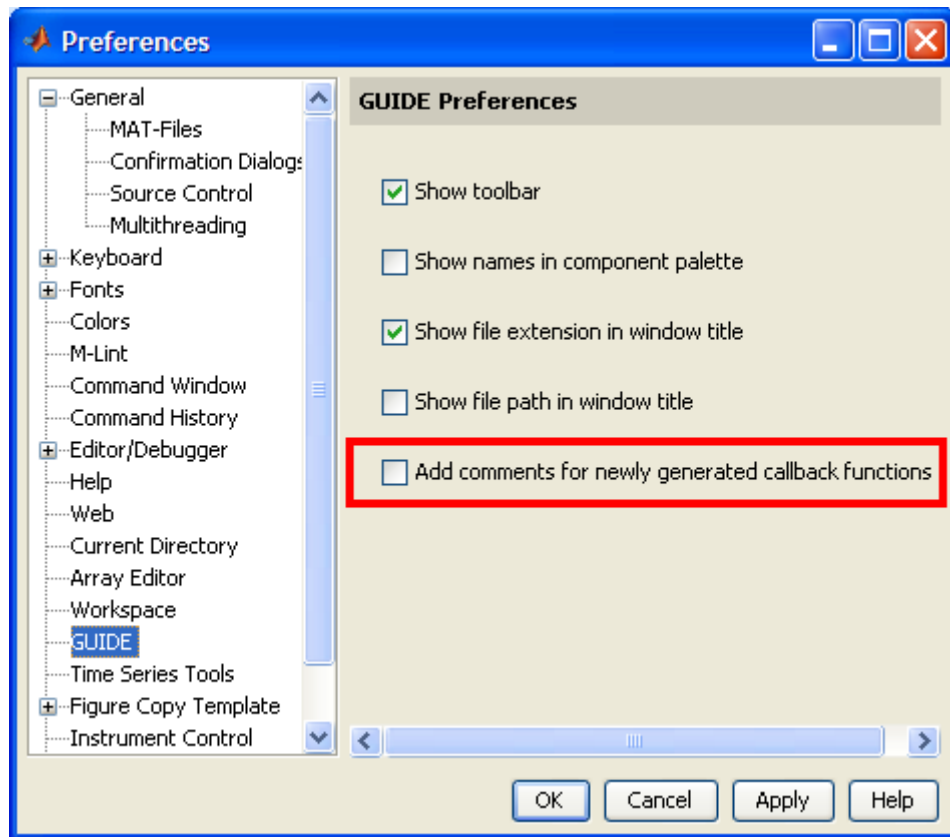 Preferences
General
MAT-Files
Confirmation Dialogs
Source Control
Multithreading
Keyboard
Fonts
Colors
M-Lint
Command Window
Command History
Editor/Debugger
Help
Web
Current Directory
Array Editor
Workspace
GUIDE
Time Series Tools
Figure Copy Template
Instrument Control
GUIDE Preferences
Show toolbar
Show names in component palette
Show file extension in window title
Show file path in window title
Add comments for newly generated callback functions
OK Cancel Apply Help